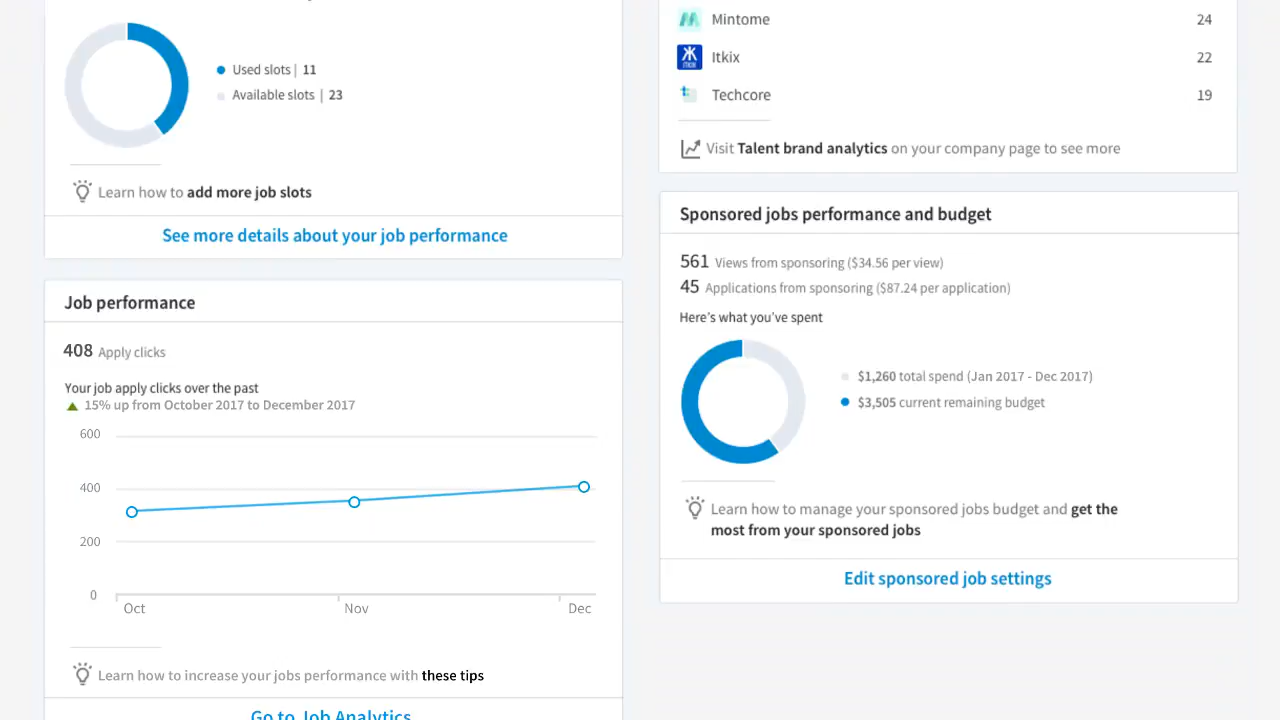 Used slots | 11
Available slots | 23
Learn how to add more job slots
See more details about your job performance
Job performance
408 Apply clicks
Your job apply clicks over the past
15% up from October 2017 to December 2017
600
400
200
0
Oct Nov Dec
Learn how to increase your jobs performance with these tips
Go to Job Analytics
Mintome 24
ITKIX
Itkix 22
Techcore 19
Visit Talent brand analytics on your company page to see more
Sponsored jobs performance and budget
561 Views from sponsoring ($34.56 per view)
45 Applications from sponsoring ($87.24 per application)
Here's what you've spent
$1,260 total spend (Jan 2017 - Dec 2017)
$3,505 current remaining budget
Learn how to manage your sponsored jobs budget and get the
most from your sponsored jobs
Edit sponsored job settings